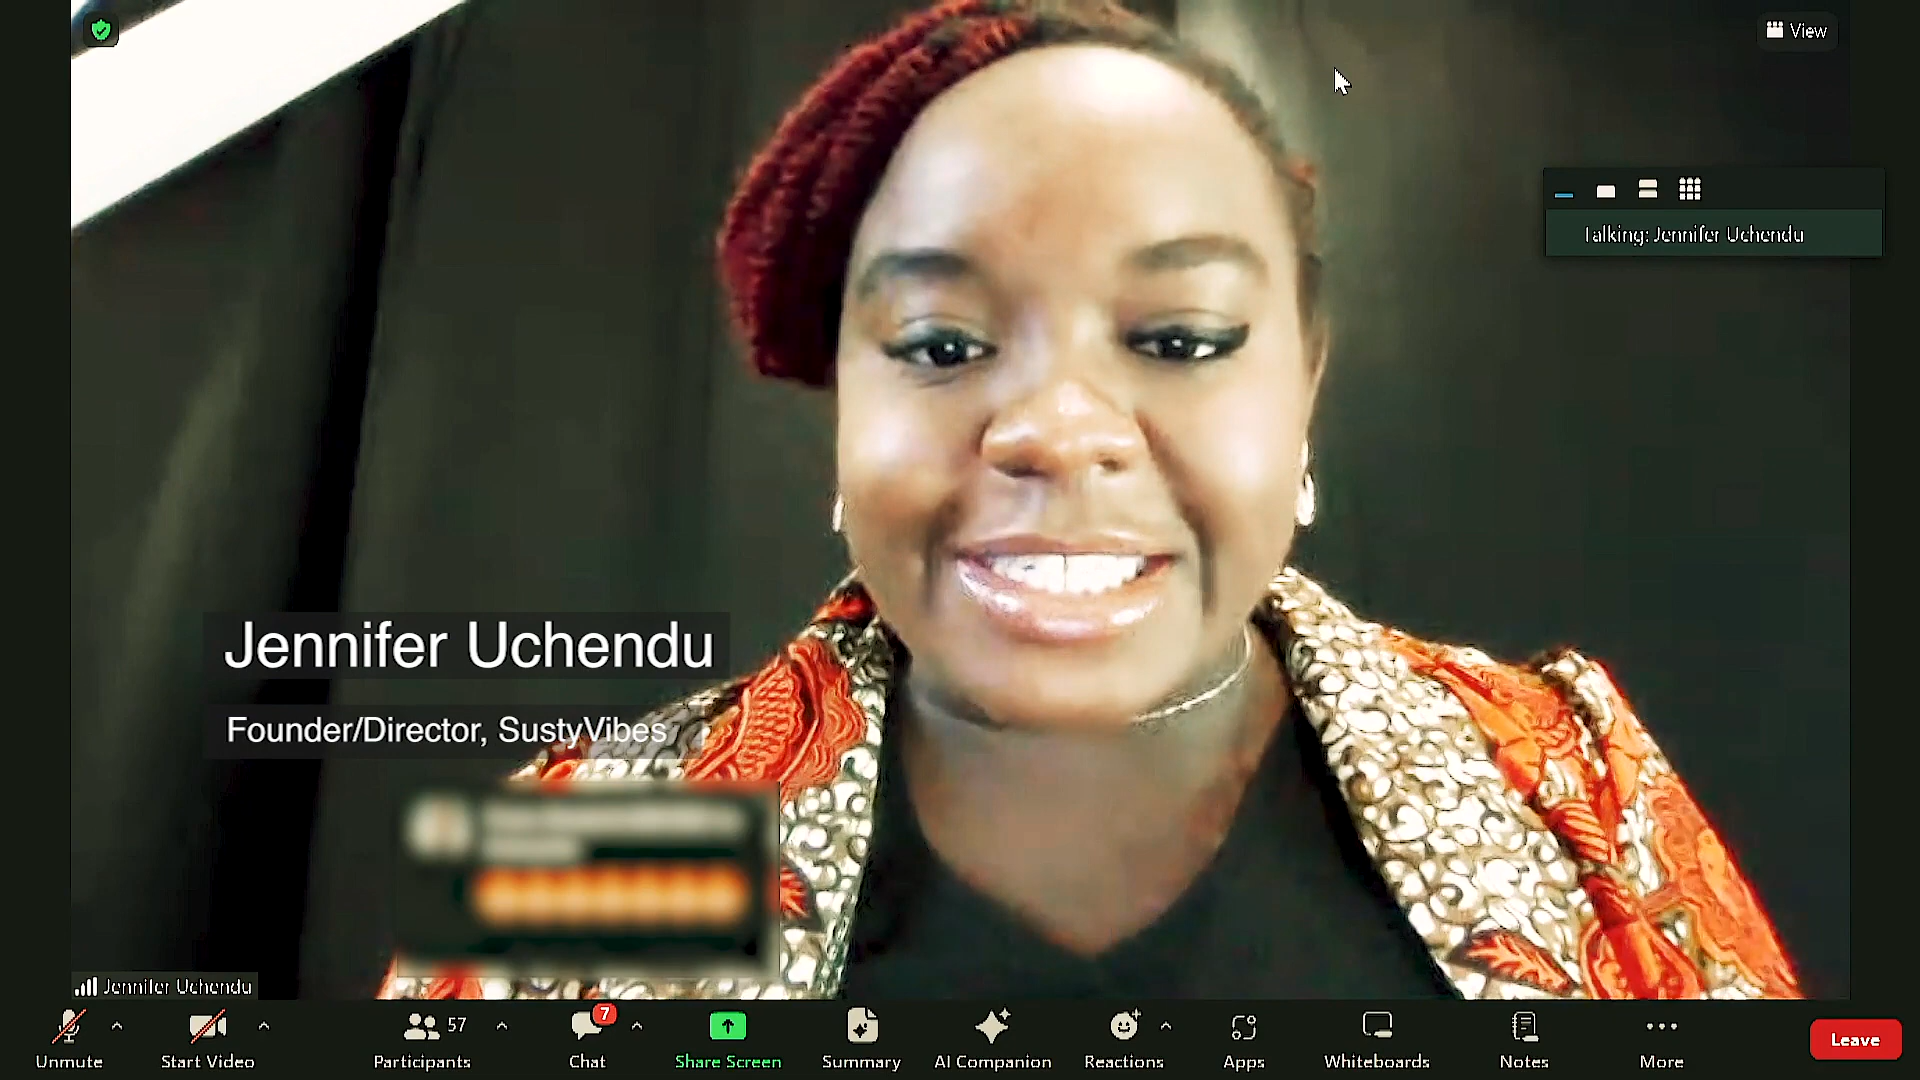 View
Talking: Jennifer Uchendu
Jennifer Uchendu
Founder/Director, SustyVibes
Jennifer Uchendu
57
7
Unmute
Start Video
Participants
Chat
Share Screen
Summary
AI Companion
Reactions
Apps
Whiteboards
Notes
More
Leave